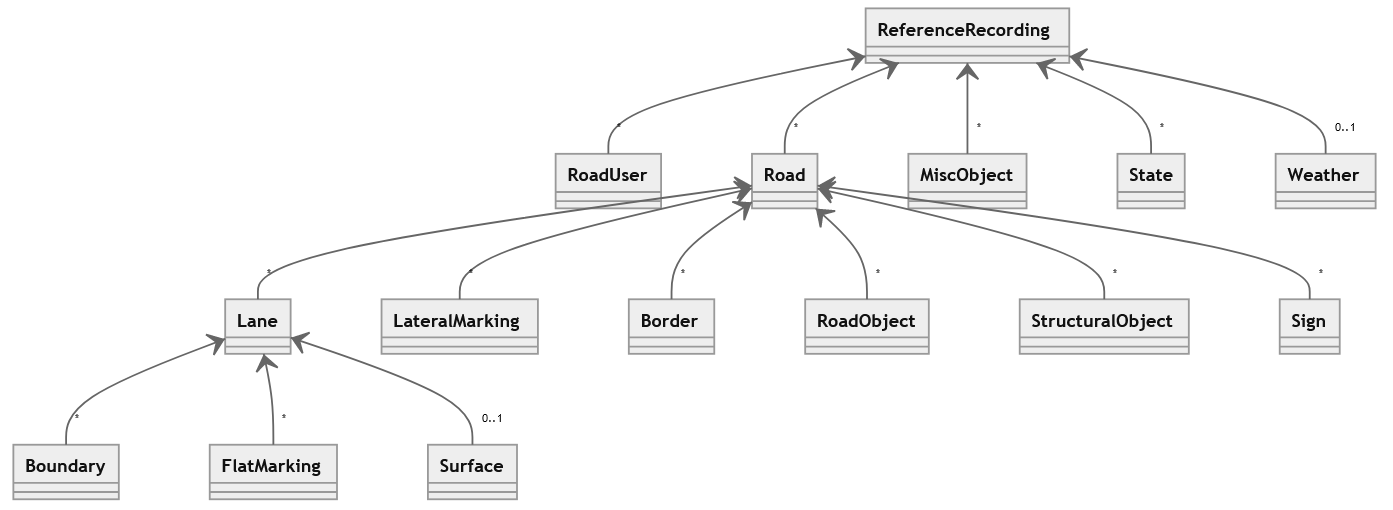 ReferenceRecording
* * * * 0..1
RoadUser Road MiscObject State Weather
* * * * * *
Lane LateralMarking Border RoadObject StructuralObject Sign
* * 0..1
Boundary FlatMarking Surface